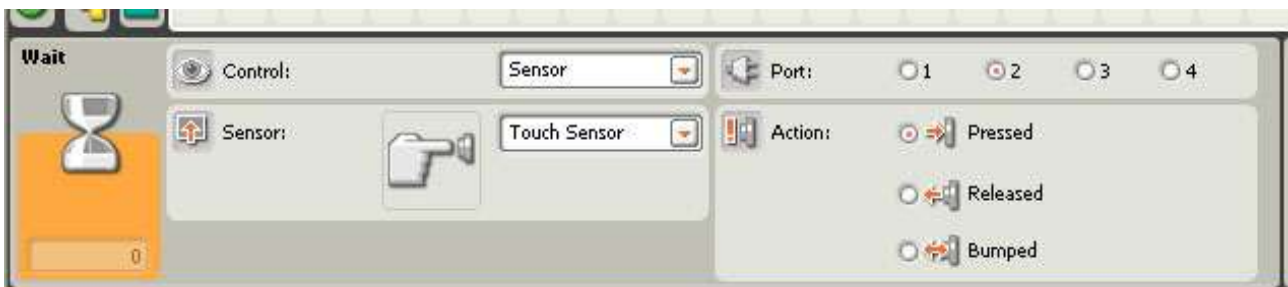 Wait
Control:
Sensor
Port:
1
2
3
4
Sensor:
Touch Sensor
Action:
Pressed
Released
Bumped
0